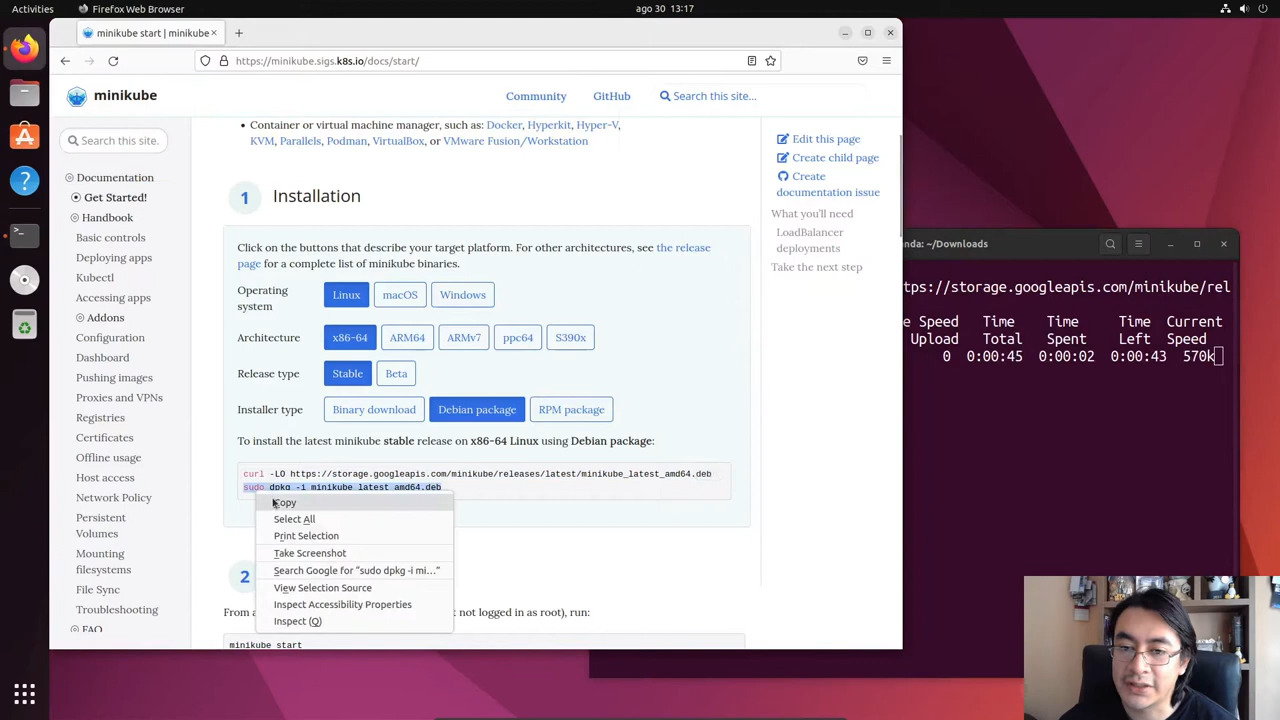 Activities
Firefox Web Browser
ago 30 13:17
minikube start | minikube
https://minikube.sigs.k8s.io/docs/start/
minikube
Community
GitHub
Search this site...
Search this site.
Documentation
Get Started!
Handbook
Basic controls
Deploying apps
Kubectl
Accessing apps
Addons
Configuration
Dashboard
Pushing images
Proxies and VPNs
Registries
Certificates
Offline usage
Host access
Network Policy
Persistent
Volumes
Mounting
filesystems
File Sync
Troubleshooting
FAQ
Container or virtual machine manager, such as: Docker, Hyperkit, Hyper-V,
KVM, Parallels, Podman, VirtualBox, or VMware Fusion/Workstation
1 Installation
Click on the buttons that describe your target platform. For other architectures, see the release
page for a complete list of minikube binaries.
Operating
system
Linux macOS Windows
Architecture x86-64 ARM64 ARMv7 ppc64 S390x
Release type Stable Beta
Installer type Binary download Debian package RPM package
To install the latest minikube stable release on x86-64 Linux using Debian package:
curl -LO https://storage.googleapis.com/minikube/releases/latest/minikube_latest_amd64.deb
sudo dpkg -i minikube_latest_amd64.deb
Copy
Select All
Print Selection
Take Screenshot
Search Google for “sudo dpkg -i mi…”
View Selection Source
Inspect Accessibility Properties
Inspect (Q)
2
From a
not logged in as root), run:
minikube start
Edit this page
Create child page
Create
documentation issue
What you'll need
LoadBalancer
deployments
Take the next step
nda: ~/Downloads
tps://storage.googleapis.com/minikube/rel
e Speed Time Time Time Current
Upload Total Spent Left Speed
0 0:00:45 0:00:02 0:00:43 570k